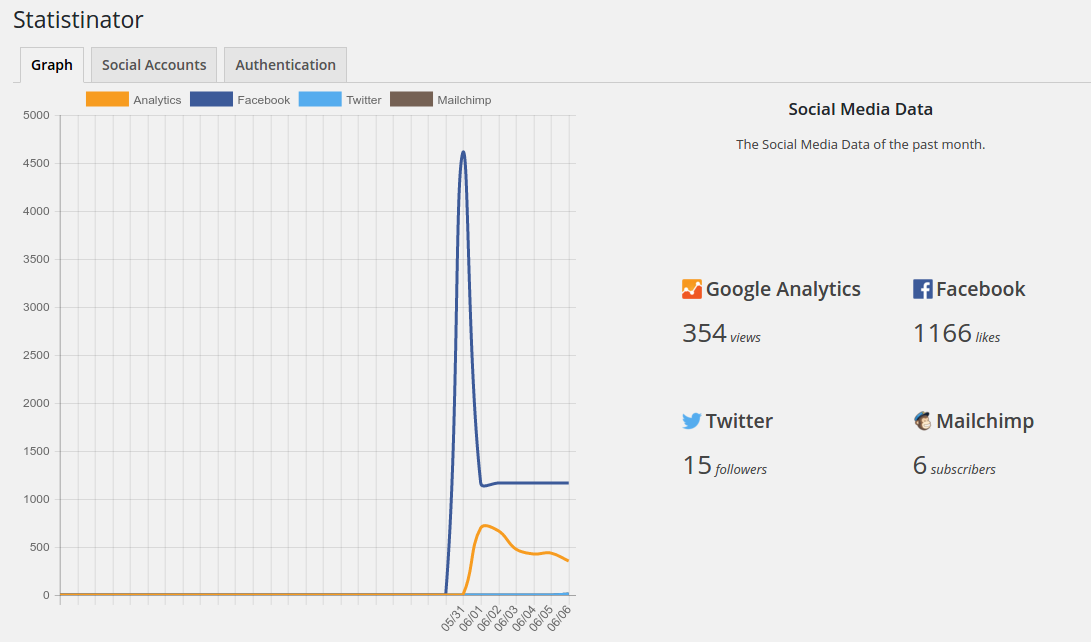 Statistinator
Graph
Social Accounts
Authentication
Analytics
Facebook
Twitter
Mailchimp
5000
4500
4000
3500
3000
2500
2000
1500
1000
500
0
05/31
06/01
06/02
06/03
06/04
06/05
06/06
Social Media Data
The Social Media Data of the past month.
Google Analytics
354 views
Facebook
1166 likes
Twitter
15 followers
Mailchimp
6 subscribers